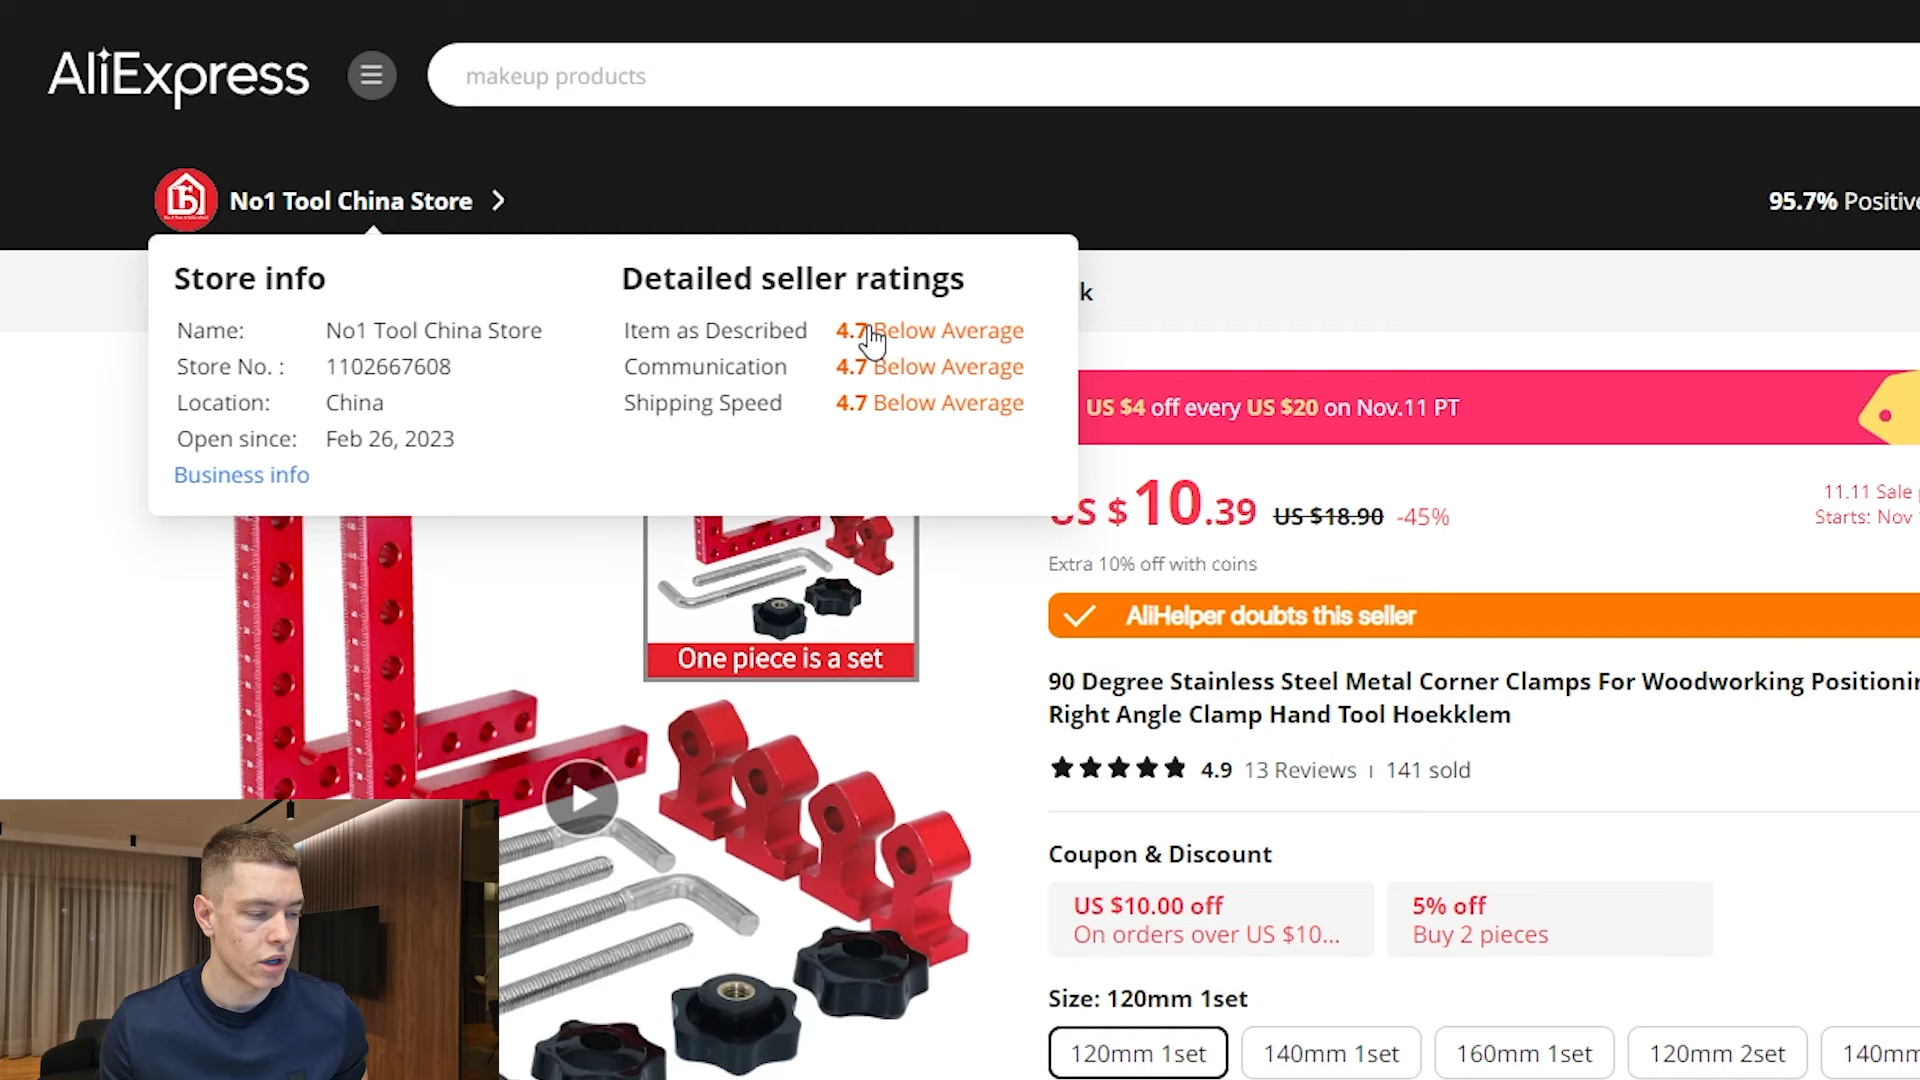 AliExpress
makeup products
No1 Tool China Store
95.7% Positive
Store info
Name: No1 Tool China Store
Store No. : 1102667608
Location: China
Open since: Feb 26, 2023
Business info
Detailed seller ratings
Item as Described 4.7 Below Average
Communication 4.7 Below Average
Shipping Speed 4.7 Below Average
k
US $4 off every US $20 on Nov.11 PT
US $10.39 US $18.90 -45%
11.11 Sale
Starts: Nov
Extra 10% off with coins
AliHelper doubts this seller
One piece is a set
90 Degree Stainless Steel Metal Corner Clamps For Woodworking
Right Angle Clamp Hand Tool Hoekklem
4.9 13 Reviews 141 sold
Coupon & Discount
US $10.00 off
On orders over US $10...
5% off
Buy 2 pieces
Size: 120mm 1set
120mm 1set
140mm 1set
160mm 1set
120mm 2set
140mm